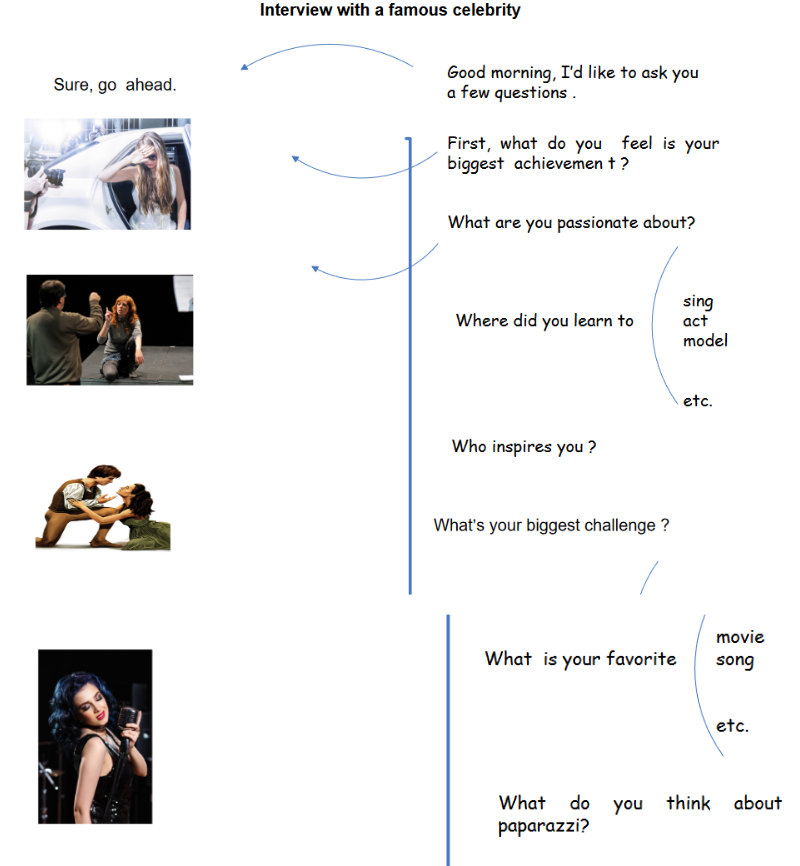 Interview with a famous celebrity
Sure, go ahead.
Good morning, I'd like to ask you
a few questions .
First, what do you feel is your
biggest achievemen t ?
What are you passionate about?
Where did you learn to
sing
act
model
etc.
Who inspires you ?
What's your biggest challenge ?
What is your favorite
movie
song
etc.
What do you think about
paparazzi?